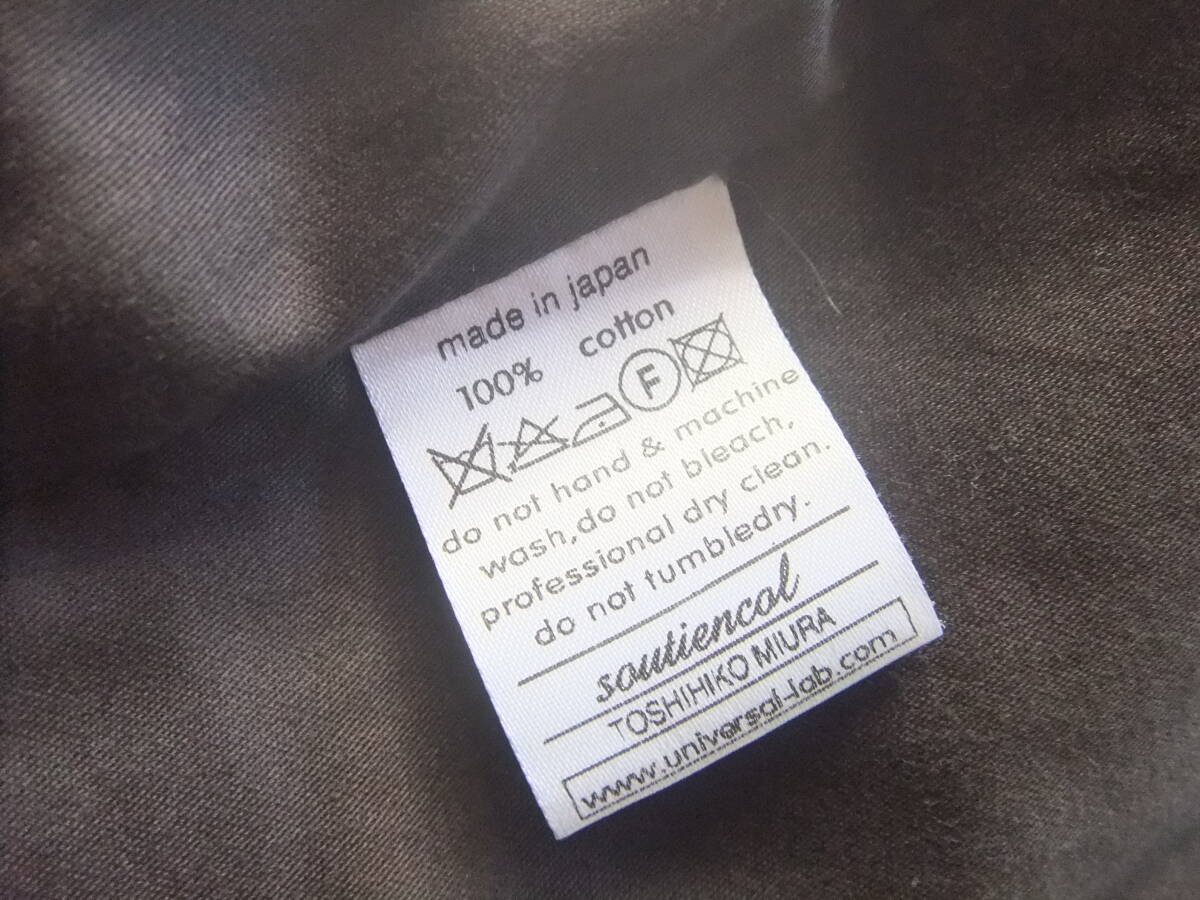 made in japan
100% cotton
F
do not hand & machine
wash,do not bleach,
professional dry clean.
do not tumbledry.
soutiencol
TOSHIHIKO MIURA
www.universal-lab.com